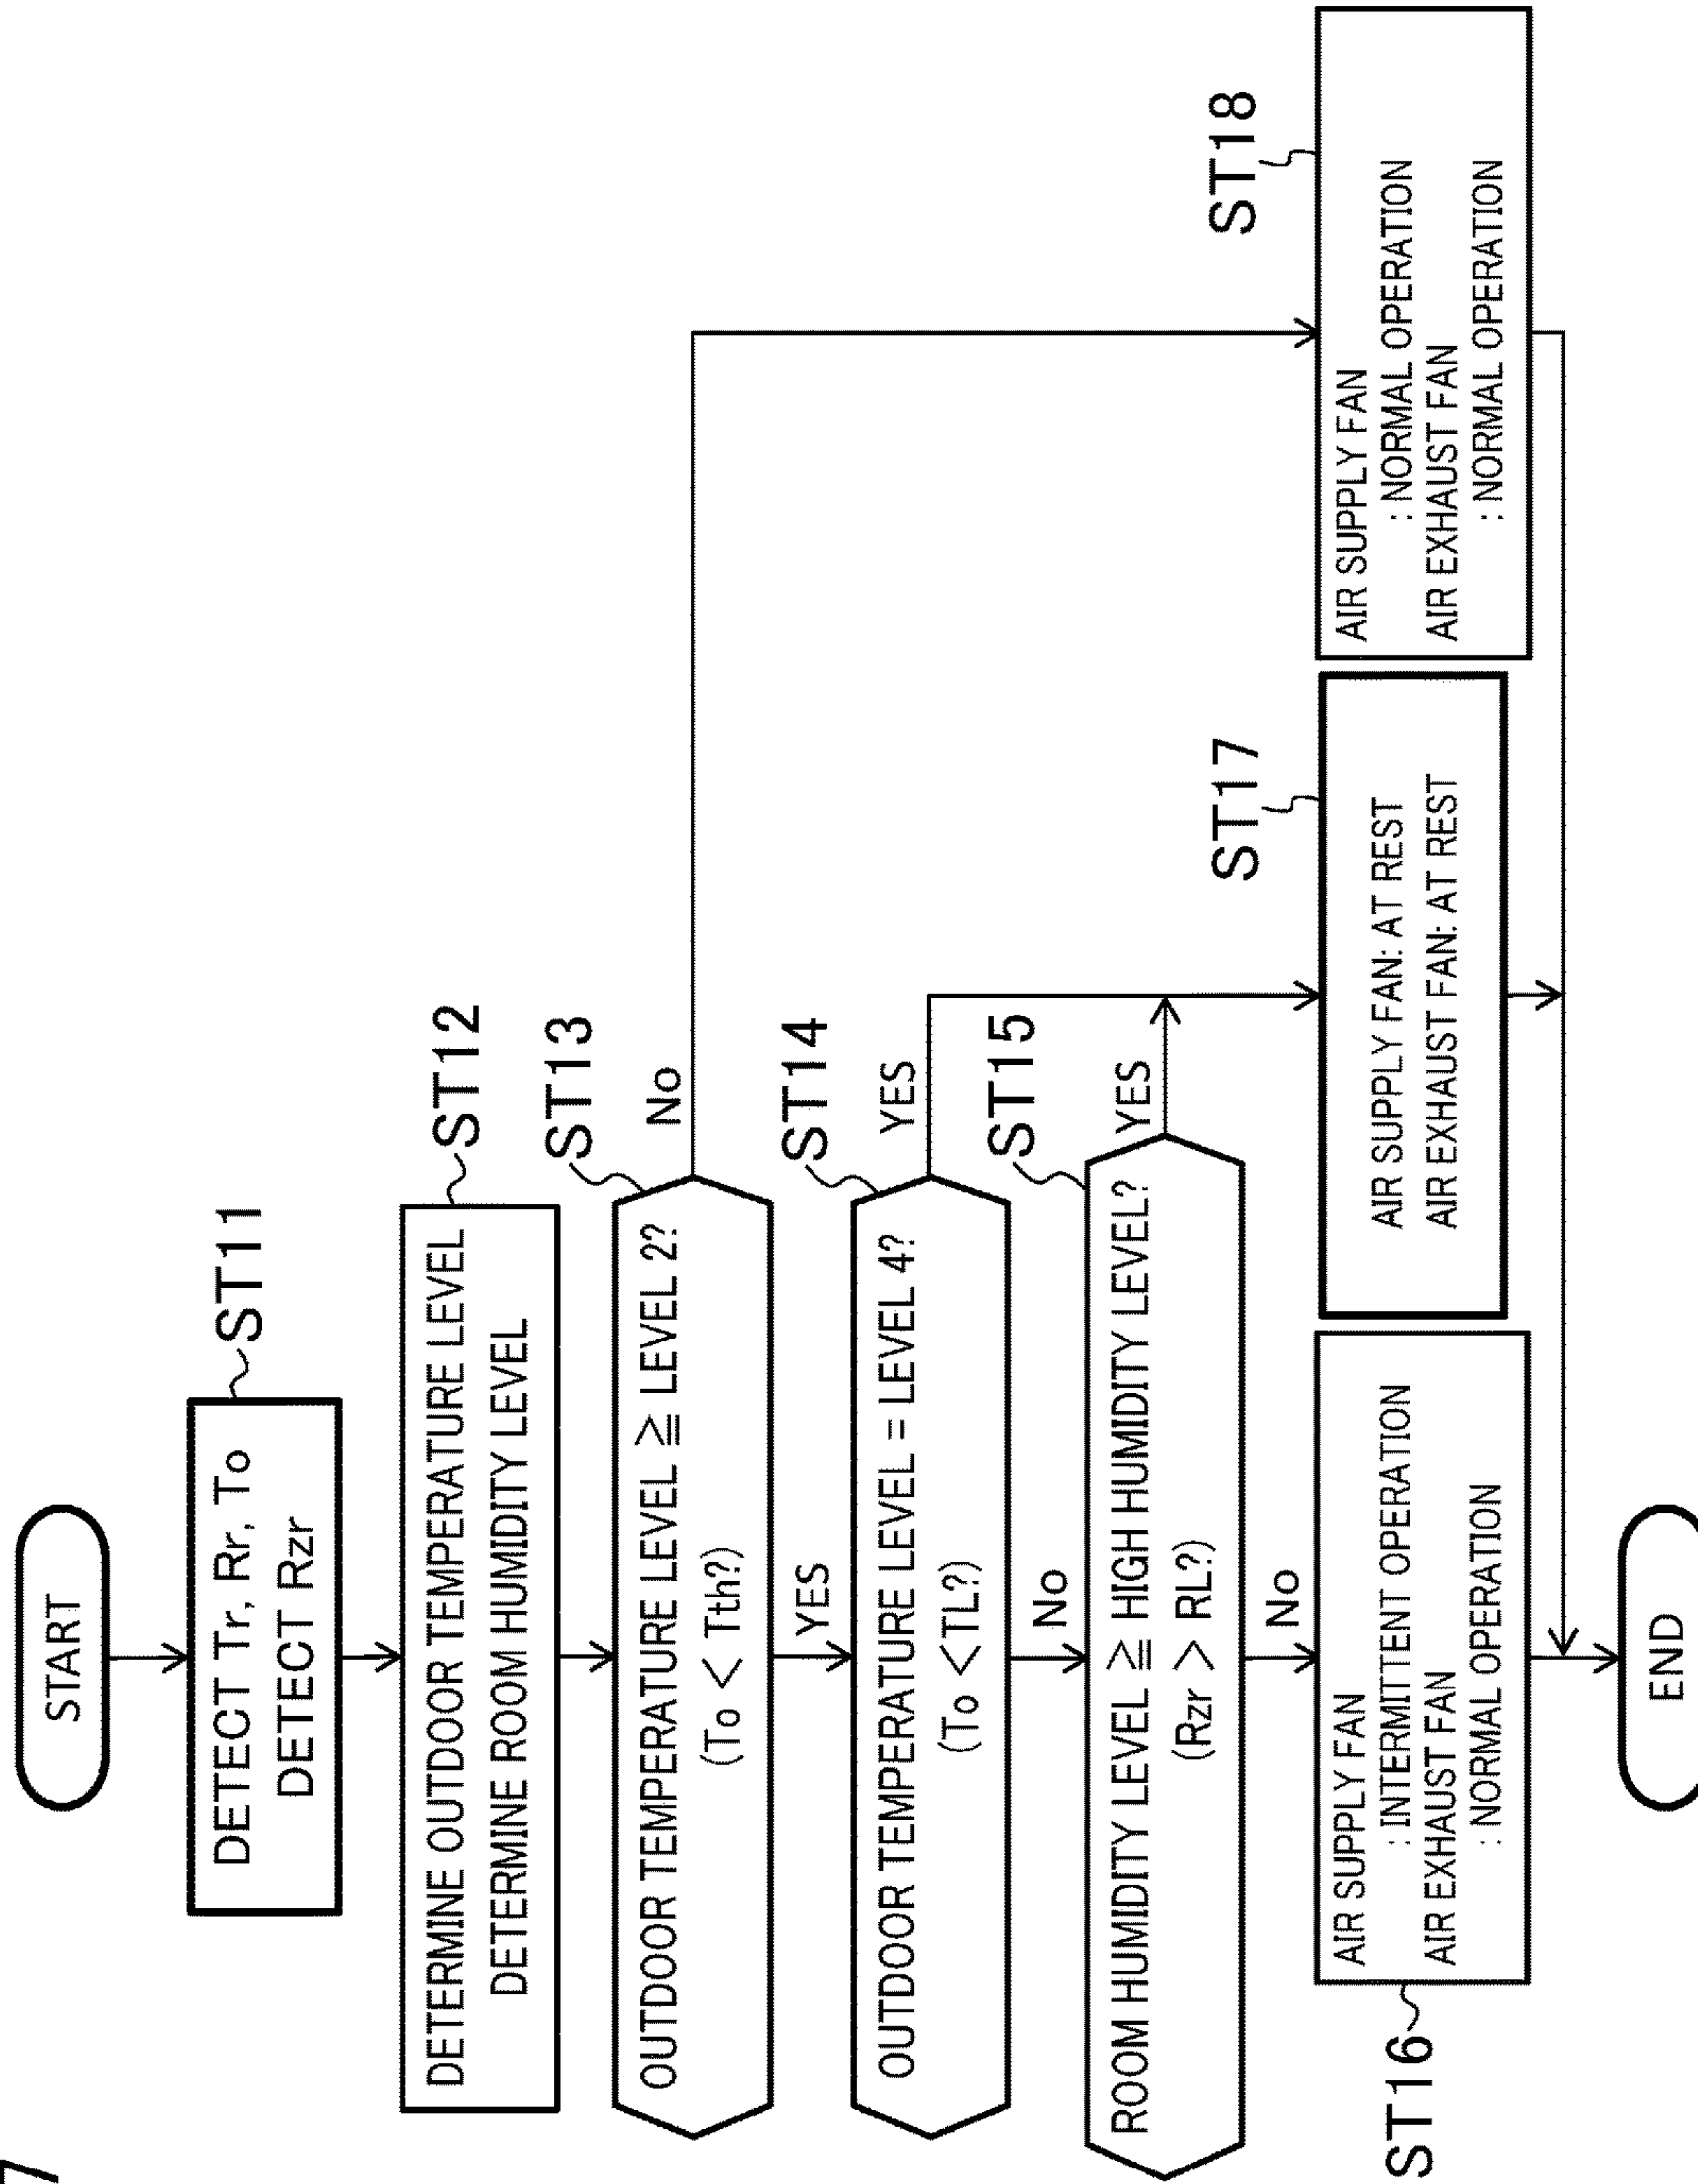 7
START
DETECT Tr, Rr, To
DETECT Rzr
ST11
DETERMINE OUTDOOR TEMPERATURE LEVEL
DETERMINE ROOM HUMIDITY LEVEL
ST12
OUTDOOR TEMPERATURE LEVEL ≧ LEVEL 2?
(To < Tth?)
ST13
No
YES
OUTDOOR TEMPERATURE LEVEL = LEVEL 4?
(To <TL?)
ST14
YES
No
ROOM HUMIDITY LEVEL ≧ HIGH HUMIDITY LEVEL?
(Rzr > RL?)
ST15
YES
No
ST16
AIR SUPPLY FAN
: INTERMITTENT OPERATION
AIR EXHAUST FAN
: NORMAL OPERATION
ST17
AIR SUPPLY FAN: AT REST
AIR EXHAUST FAN: AT REST
ST18
AIR SUPPLY FAN
: NORMAL OPERATION
AIR EXHAUST FAN
: NORMAL OPERATION
END